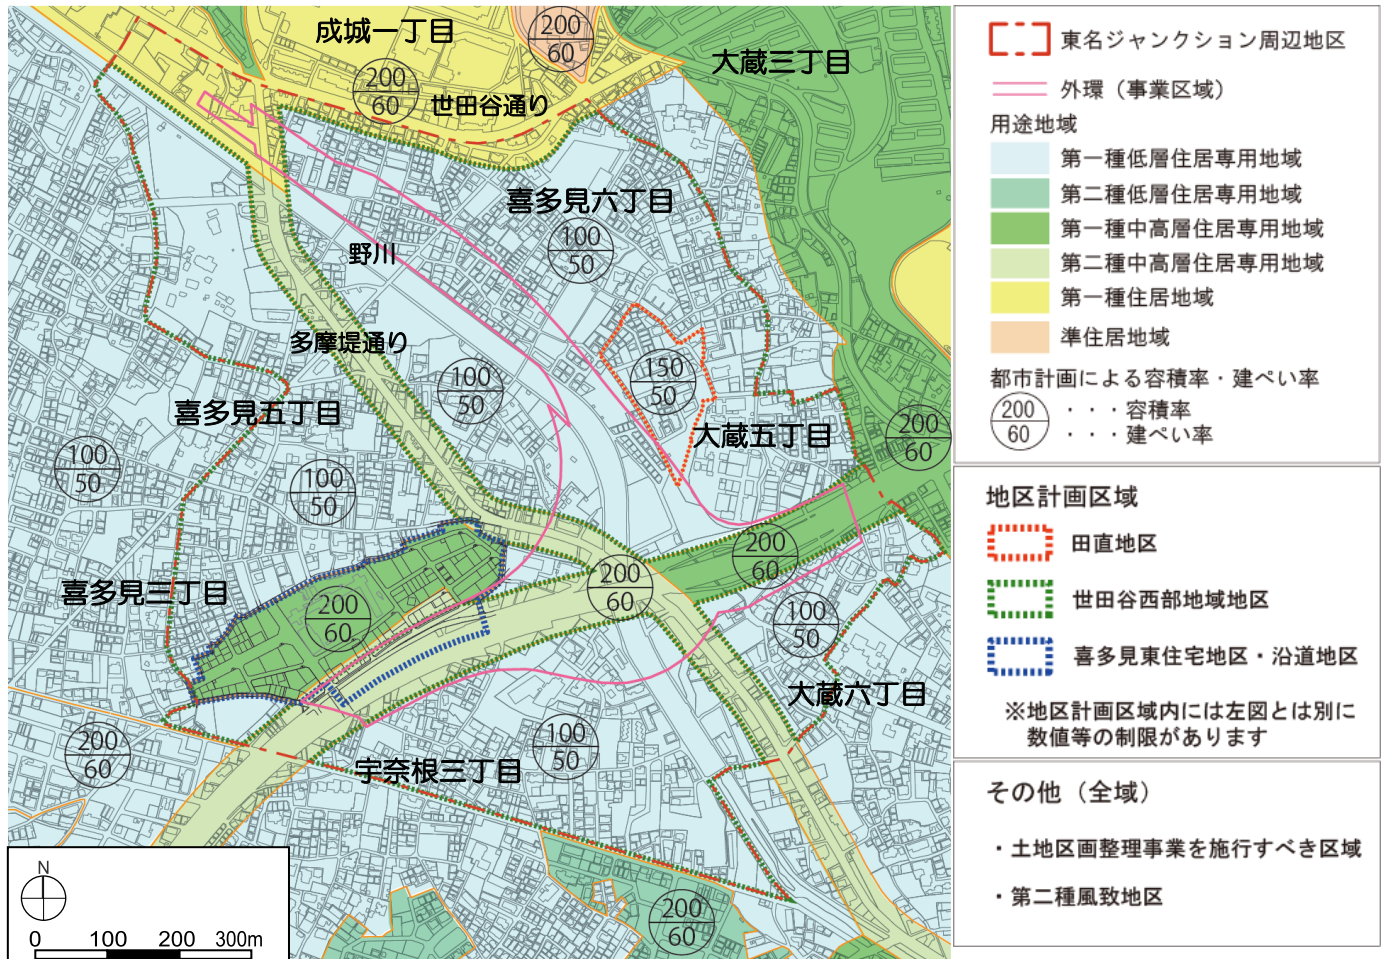 成城一丁目
200
60
大蔵三丁目
200
60
世田谷通り
喜多見六丁目
100
50
野川
多摩堤通り
150
50
100
50
喜多見五丁目
大蔵五丁目
200
60
100
50
100
50
200
60
200
60
喜多見三丁目
200
60
100
50
大蔵六丁目
200
60
100
50
宇奈根三丁目
200
60
N
0 100 200 300m
東名ジャンクション周辺地区
外環（事業区域）
用途地域
第一種低層住居専用地域
第二種低層住居専用地域
第一種中高層住居専用地域
第二種中高層住居専用地域
第一種住居地域
準住居地域
都市計画による容積率・建ぺい率
200 ・・・容積率
60 ・・・建ぺい率
地区計画区域
田直地区
世田谷西部地域地区
喜多見東住宅地区・沿道地区
※地区計画区域内には左図とは別に
数値等の制限があります
その他（全域）
・土地区画整理事業を施行すべき区域
・第二種風致地区